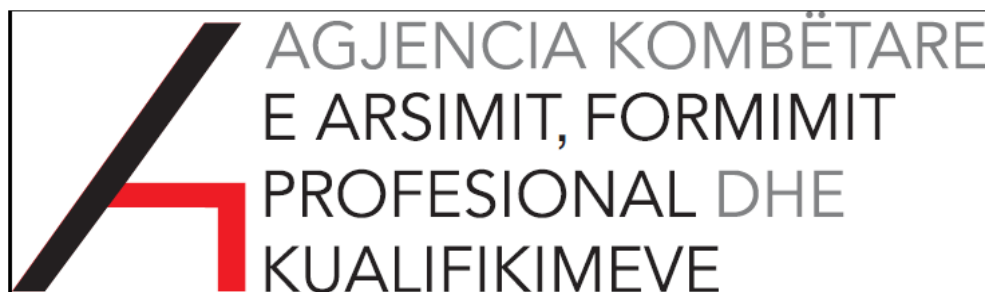 AGJENCIA KOMBËTARE
E ARSIMIT, FORMIMIT
PROFESIONAL DHE
KUALIFIKIMEVE